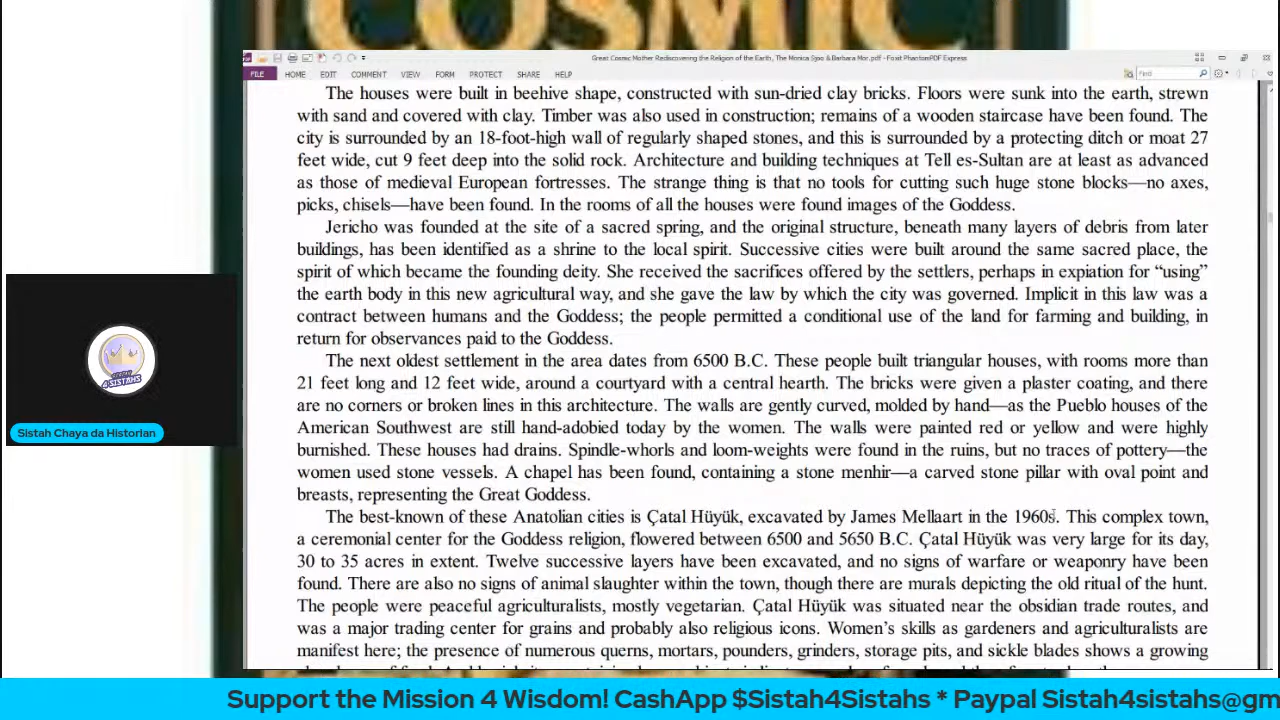 COSMIC
Great Cosmic Mother Rediscovering the Religion of the Earth, The Monica Sjoo & Barbara Mor.pdf - Foxit PhantomPDF Express
FILE HOME EDIT COMMENT VIEW FORM PROTECT SHARE HELP
Find
The houses were built in beehive shape, constructed with sun-dried clay bricks. Floors were sunk into the earth, strewn
with sand and covered with clay. Timber was also used in construction; remains of a wooden staircase have been found. The
city is surrounded by an 18-foot-high wall of regularly shaped stones, and this is surrounded by a protecting ditch or moat 27
feet wide, cut 9 feet deep into the solid rock. Architecture and building techniques at Tell es-Sultan are at least as advanced
as those of medieval European fortresses. The strange thing is that no tools for cutting such huge stone blocks—no axes,
picks, chisels—have been found. In the rooms of all the houses were found images of the Goddess.
Jericho was founded at the site of a sacred spring, and the original structure, beneath many layers of debris from later
buildings, has been identified as a shrine to the local spirit. Successive cities were built around the same sacred place, the
spirit of which became the founding deity. She received the sacrifices offered by the settlers, perhaps in expiation for “using”
the earth body in this new agricultural way, and she gave the law by which the city was governed. Implicit in this law was a
contract between humans and the Goddess; the people permitted a conditional use of the land for farming and building, in
return for observances paid to the Goddess.
The next oldest settlement in the area dates from 6500 B.C. These people built triangular houses, with rooms more than
21 feet long and 12 feet wide, around a courtyard with a central hearth. The bricks were given a plaster coating, and there
are no corners or broken lines in this architecture. The walls are gently curved, molded by hand—as the Pueblo houses of the
American Southwest are still hand-adobied today by the women. The walls were painted red or yellow and were highly
burnished. These houses had drains. Spindle-whorls and loom-weights were found in the ruins, but no traces of pottery—the
women used stone vessels. A chapel has been found, containing a stone menhir—a carved stone pillar with oval point and
breasts, representing the Great Goddess.
The best-known of these Anatolian cities is Çatal Hüyük, excavated by James Mellaart in the 1960s. This complex town,
a ceremonial center for the Goddess religion, flowered between 6500 and 5650 B.C. Çatal Hüyük was very large for its day,
30 to 35 acres in extent. Twelve successive layers have been excavated, and no signs of warfare or weaponry have been
found. There are also no signs of animal slaughter within the town, though there are murals depicting the old ritual of the hunt.
The people were peaceful agriculturalists, mostly vegetarian. Çatal Hüyük was situated near the obsidian trade routes, and
was a major trading center for grains and probably also religious icons. Women’s skills as gardeners and agriculturalists are
manifest here; the presence of numerous querns, mortars, pounders, grinders, storage pits, and sickle blades shows a growing
4 SISTAHS
Sistah Chaya da Historian
Support the Mission 4 Wisdom! CashApp $Sistah4Sistahs * Paypal Sistah4sistahs@gm